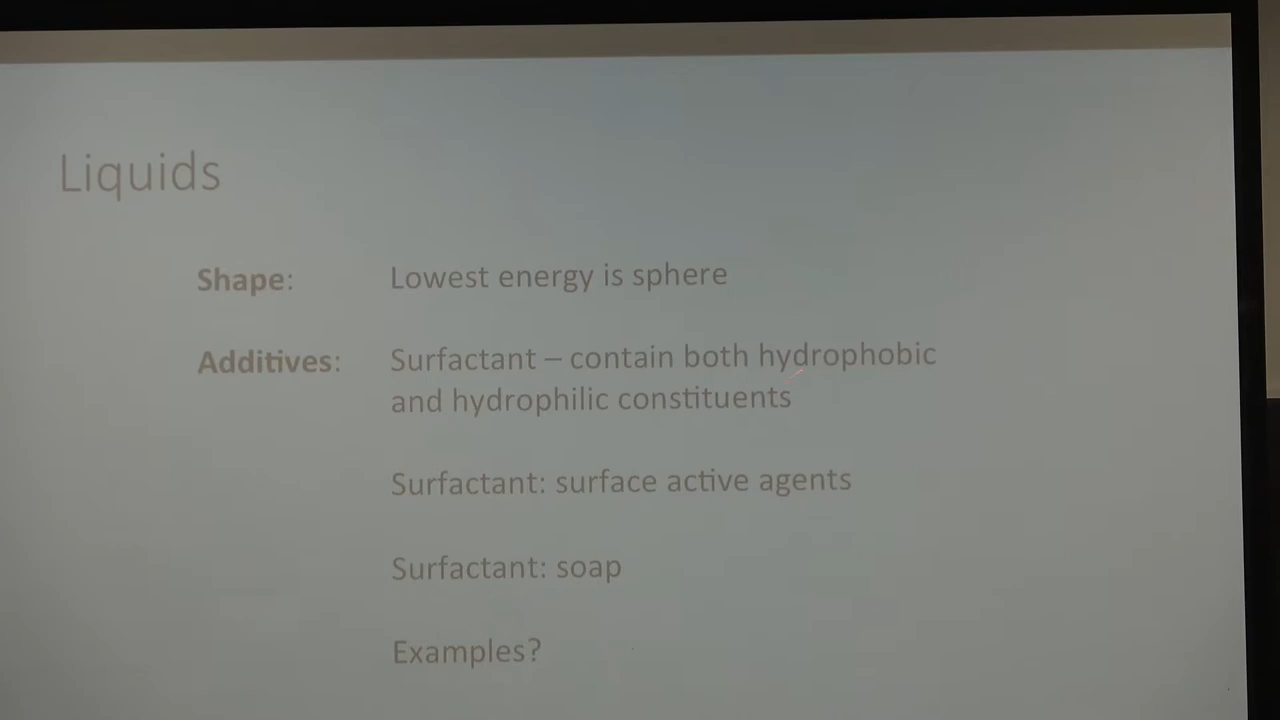 Liquids
Shape: Lowest energy is sphere
Additives: Surfactant – contain both hydrophobic
and hydrophilic constituents
Surfactant: surface active agents
Surfactant: soap
Examples?